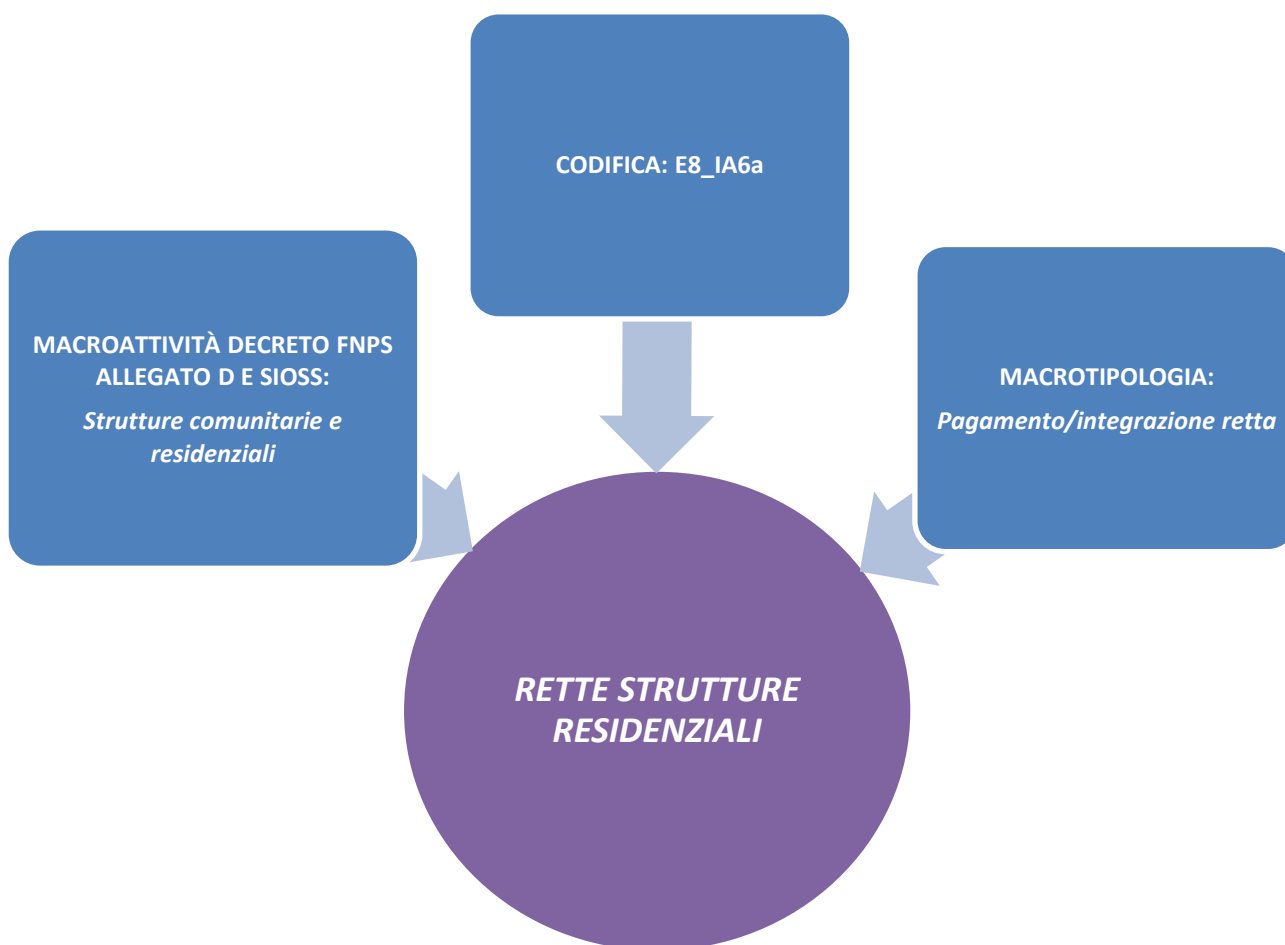 CODIFICA: E8_IA6a
MACROATTIVITÀ DECRETO FNPS
ALLEGATO D E SIOSS:
Strutture comunitarie e
residenziali
MACROTIPOLOGIA:
Pagamento/integrazione retta
RETTE STRUTTURE
RESIDENZIALI